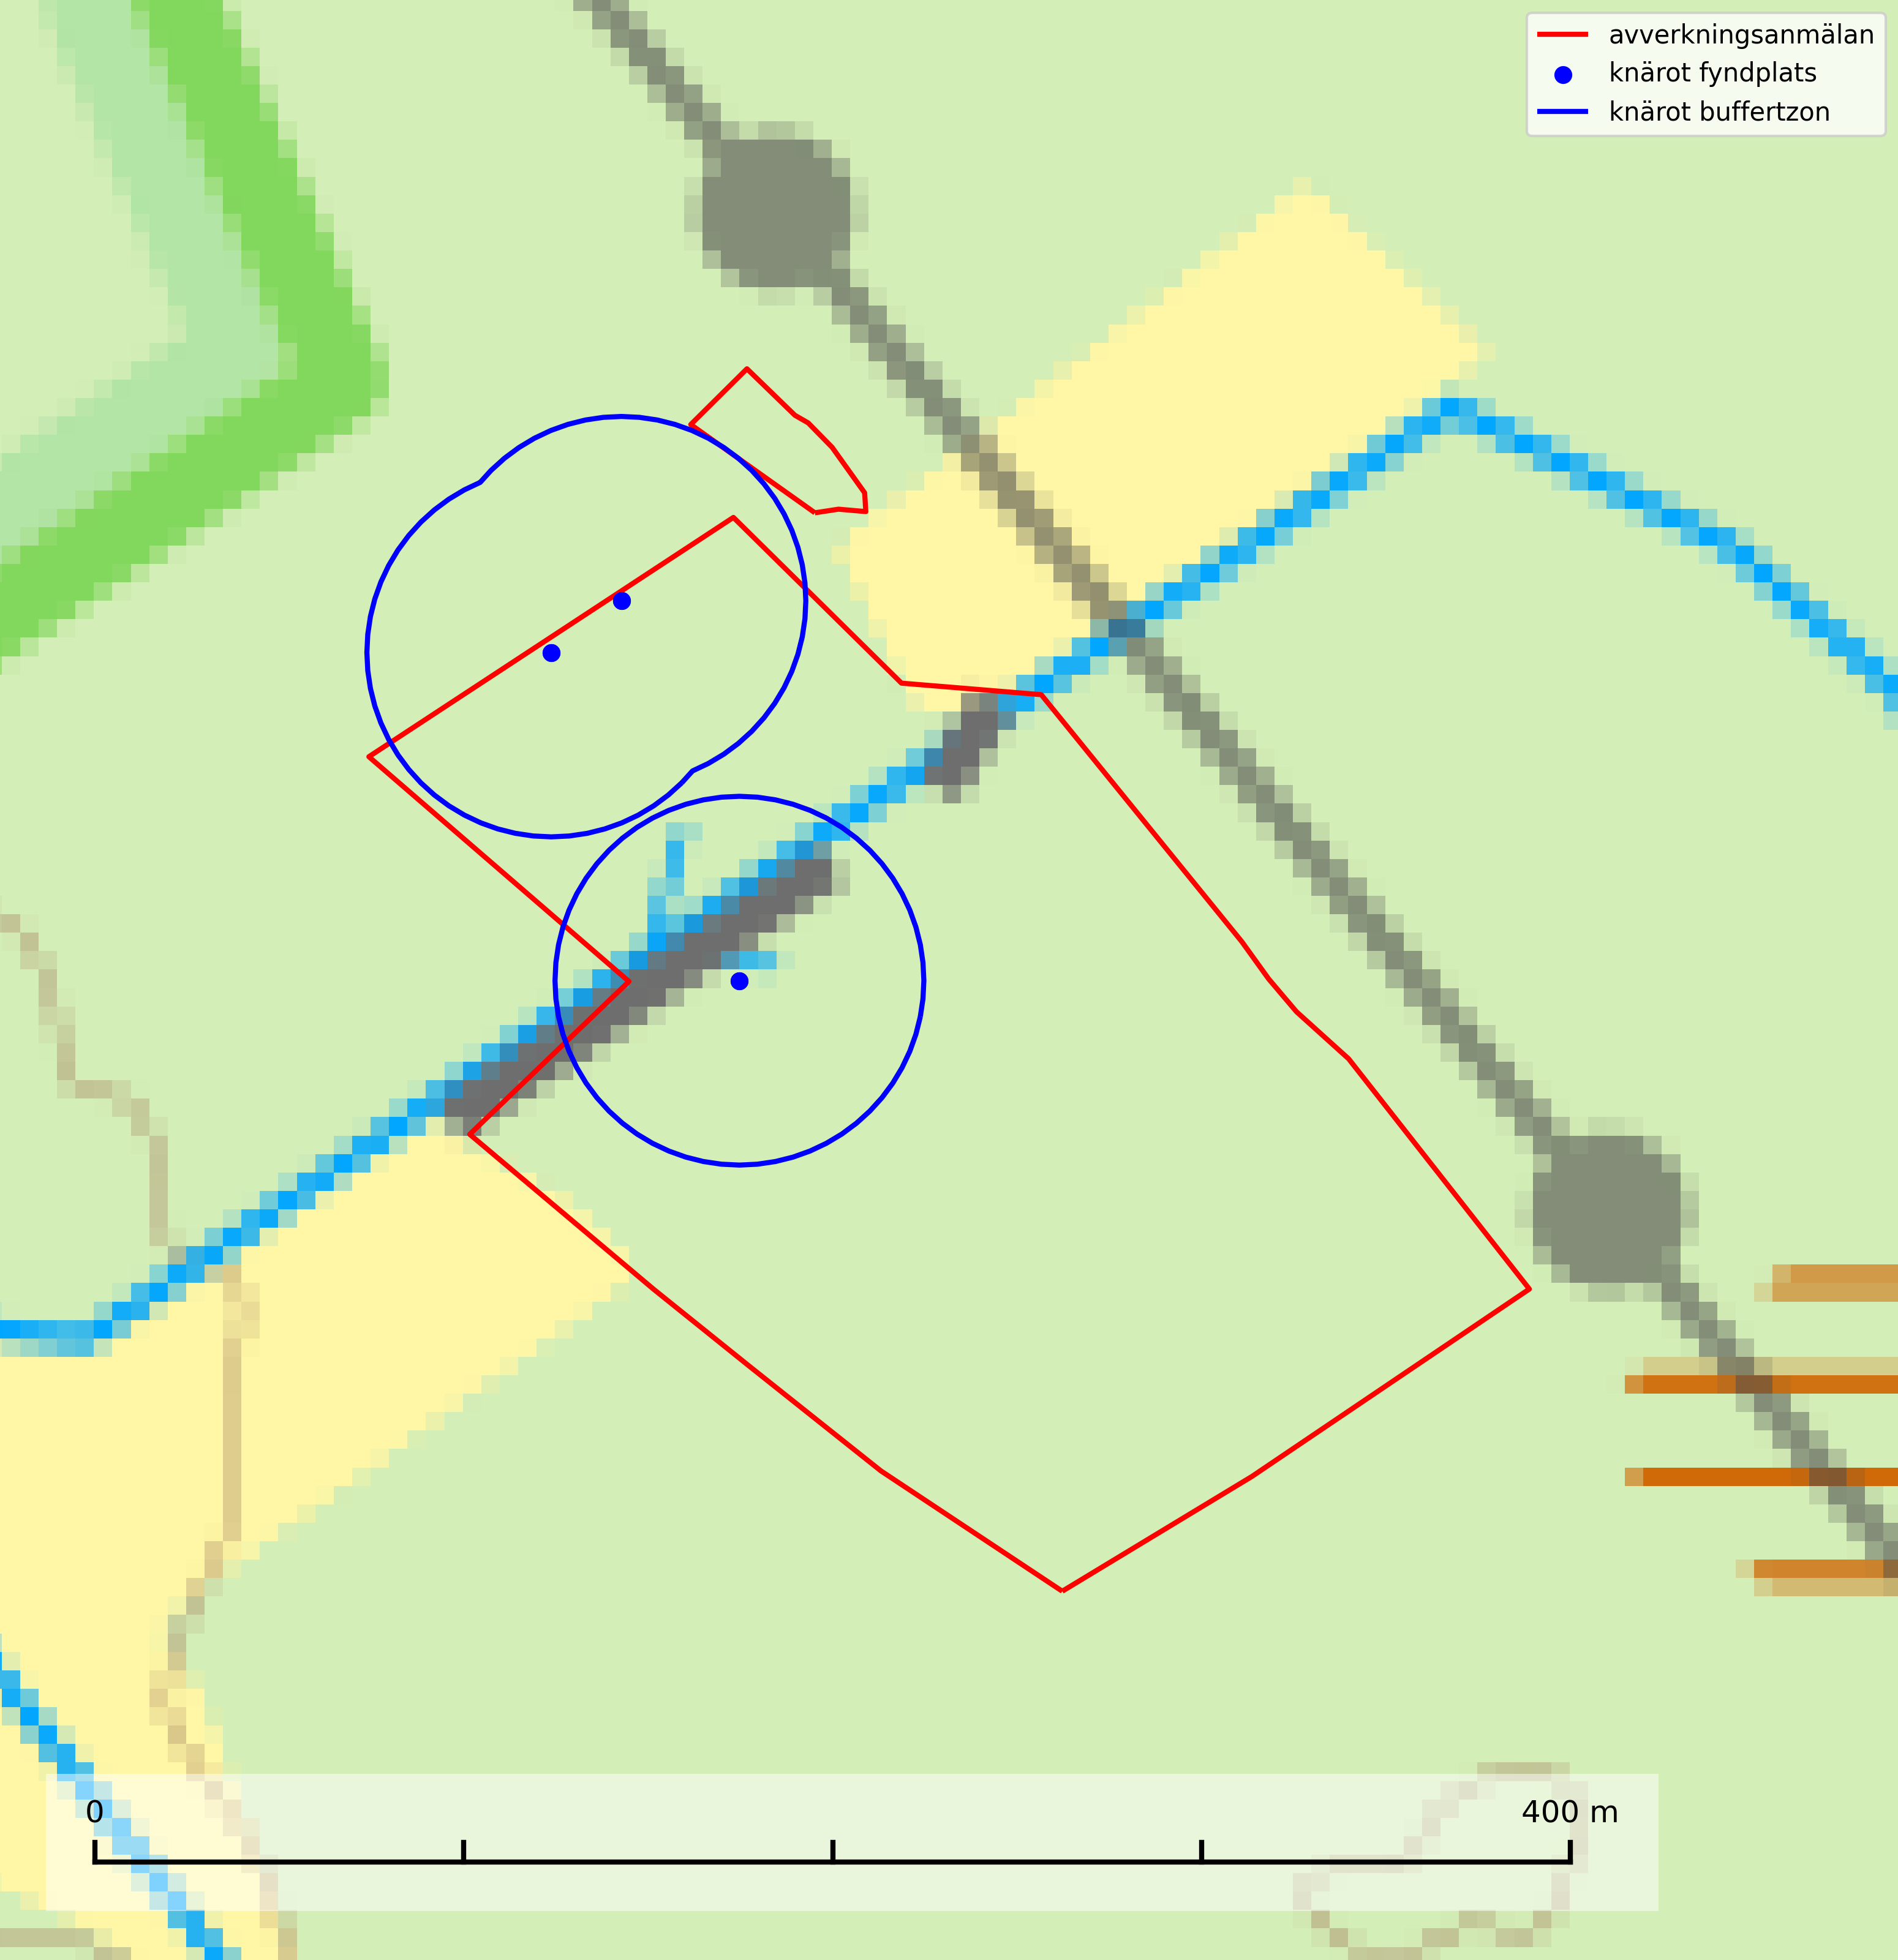 avverkningsanmälan
knärot fyndplats
knärot buffertzon
0
400 m